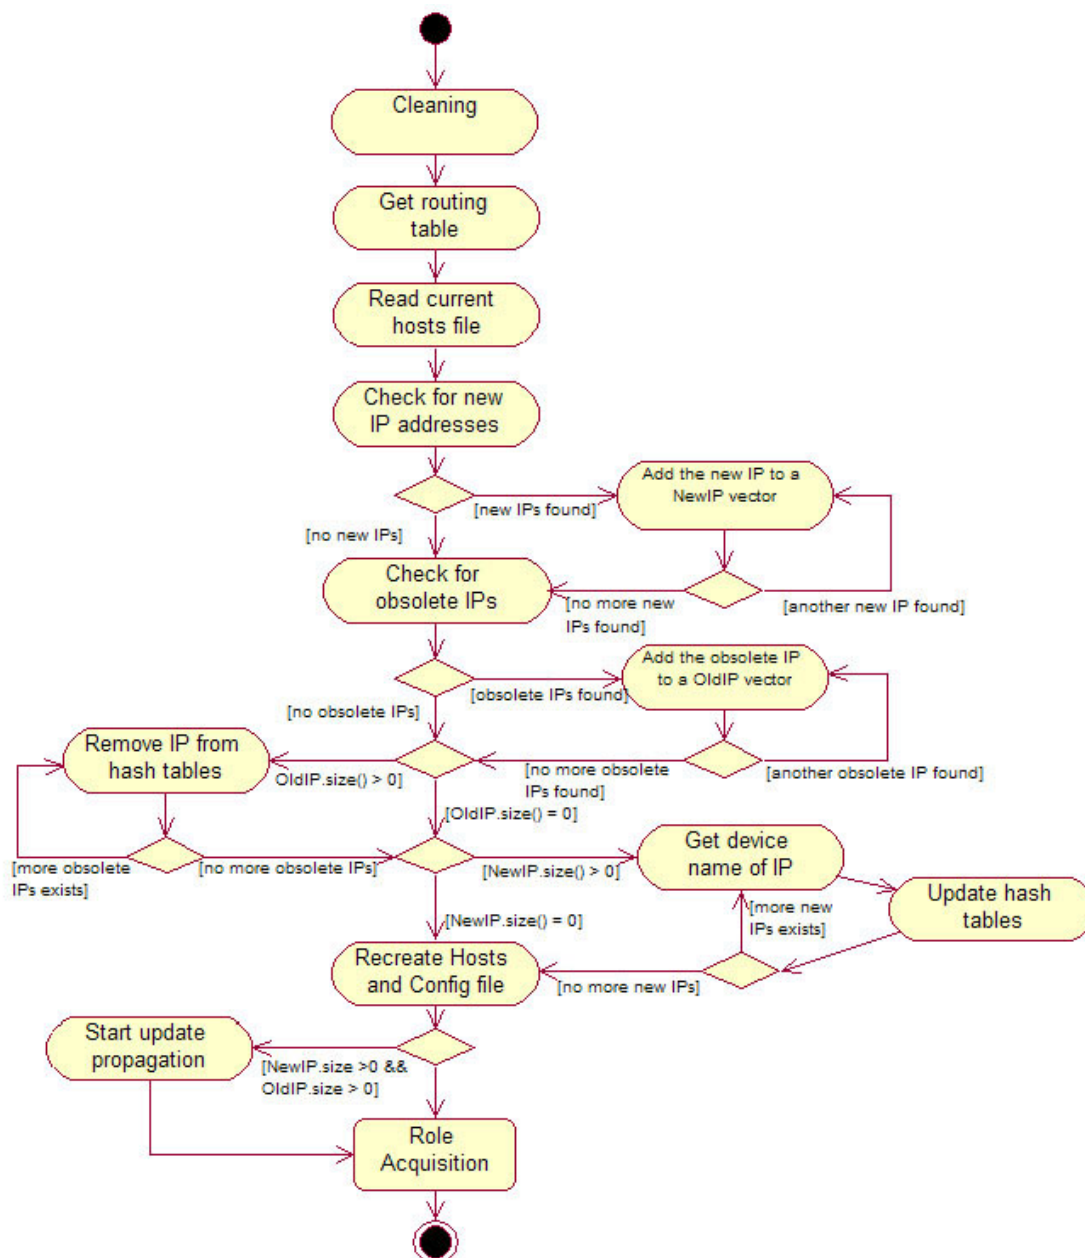 Cleaning
Get routing
table
Read current
hosts file
Check for new
IP addresses
Add the new IP to a
NewIP vector
[new IPs found]
[no new IPs]
Check for
obsolete IPs
[no more new
IPs found]
[another new IP found]
Add the obsolete IP
to a OldIP vector
[obsolete IPs found]
[no obsolete IPs]
Remove IP from
hash tables
OldIP.size() > 0]
[no more obsolete
IPs found]
[another obsolete IP found]
[OldIP.size() = 0]
[more obsolete
IPs exists]
[no more obsolete IPs]
[NewIP.size() > 0]
Get device
name of IP
Update hash
tables
[more new
IPs exists]
[NewIP.size() = 0]
Recreate Hosts
and Config file
[no more new IPs]
Start update
propagation
[NewIP.size >0 &&
OldIP.size > 0]
Role
Acquisition